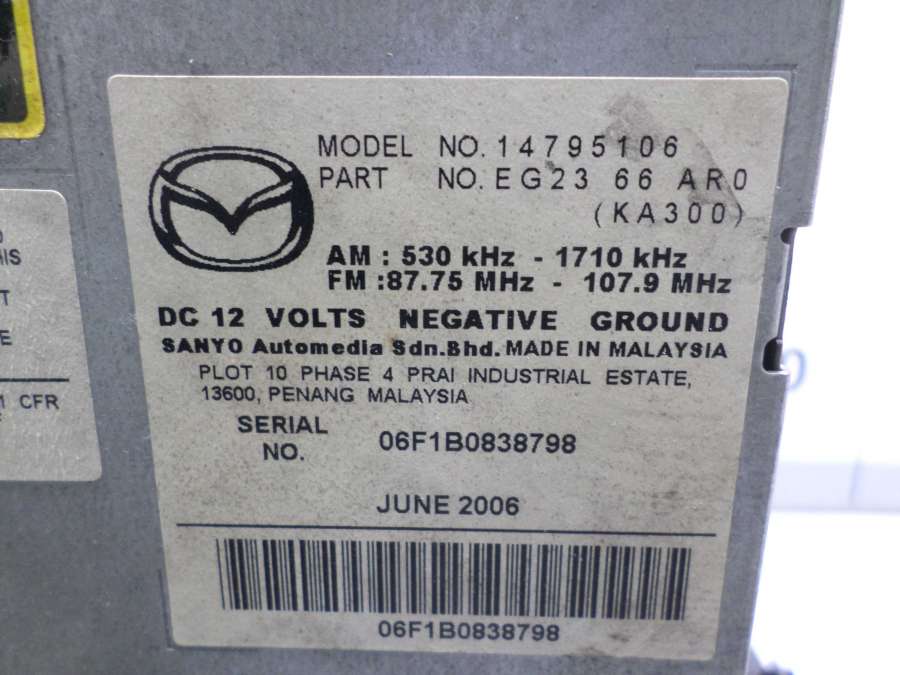 MODEL NO. 14795106
PART NO. EG23 66 AR0
(KA300)
AM : 530 kHz - 1710 kHz
FM :87.75 MHz - 107.9 MHz
DC 12 VOLTS NEGATIVE GROUND
SANYO Automedia Sdn.Bhd. MADE IN MALAYSIA
PLOT 10 PHASE 4 PRAI INDUSTRIAL ESTATE,
13600, PENANG MALAYSIA
SERIAL
NO. 06F1B0838798
JUNE 2006
06F1B0838798
CFR